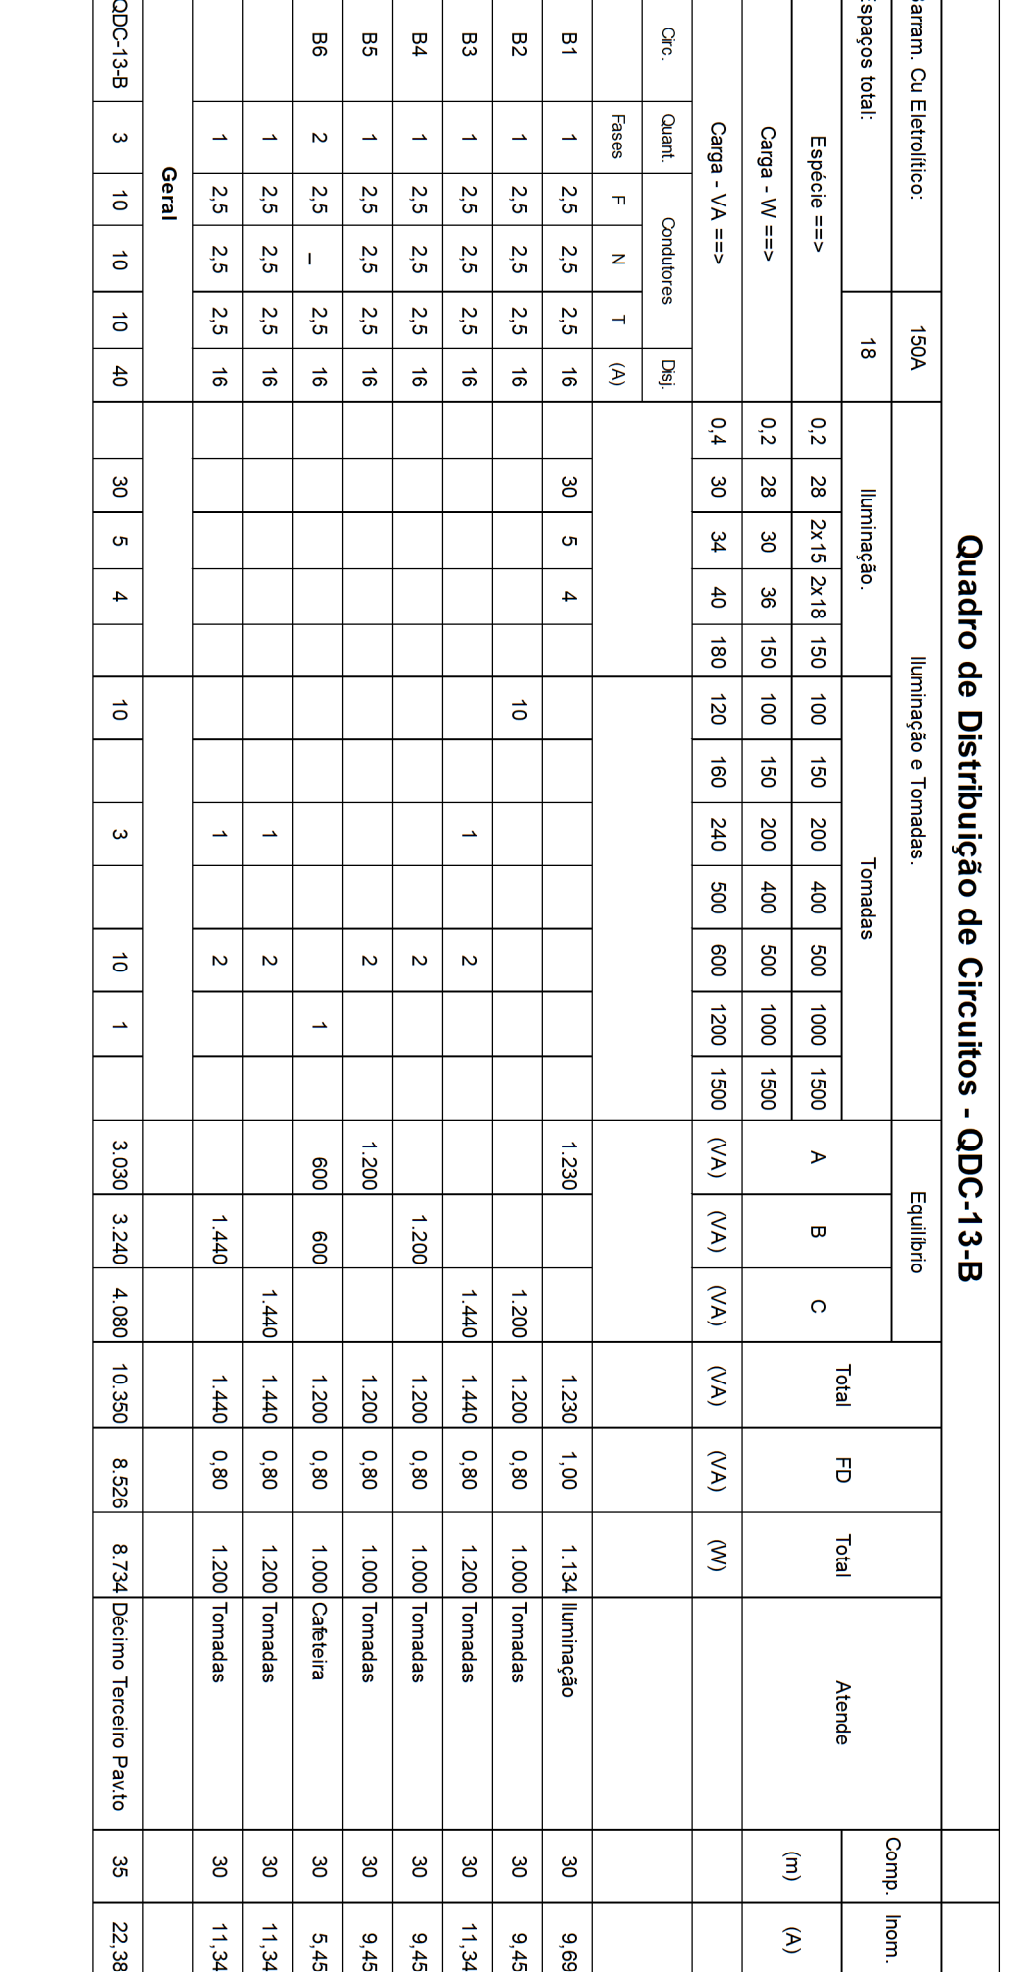 Quadro de Distribuição de Circuitos - QDC-13-B
arram. Cu Eletrolítico: 150A Iluminação e Tomadas. Equilíbrio Total FD Total Atende Comp. Inom.
spaços total: 18 Iluminação. Tomadas
Espécie ==> 0,2 28 2x15 2x18 150 100 150 200 400 500 1000 1500 A B C
Carga - W ==> 0,2 28 30 36 150 100 150 200 400 500 1000 1500 (m) (A)
Carga - VA ==> 0,4 30 34 40 180 120 160 240 500 600 1200 1500 (VA) (VA) (VA) (VA) (VA) (W)
Circ. Quant. Condutores Disj.
Fases F N T (A)
B1 1 2,5 2,5 2,5 16 30 5 4 1.230 1.230 1,00 1.134 Iluminação 30 9,69
B2 1 2,5 2,5 2,5 16 10 1.200 1.200 0,80 1.000 Tomadas 30 9,45
B3 1 2,5 2,5 2,5 16 1 2 1.440 1.440 0,80 1.200 Tomadas 30 11,34
B4 1 2,5 2,5 2,5 16 2 1.200 1.200 0,80 1.000 Tomadas 30 9,45
B5 1 2,5 2,5 2,5 16 2 1.200 1.200 0,80 1.000 Tomadas 30 9,45
B6 2 2,5 – 2,5 16 1 600 600 1.200 0,80 1.000 Cafeteira 30 5,45
1 2,5 2,5 2,5 16 1 2 1.440 1.440 0,80 1.200 Tomadas 30 11,34
1 2,5 2,5 2,5 16 1 2 1.440 1.440 0,80 1.200 Tomadas 30 11,34
Geral
QDC-13-B 3 10 10 10 40 30 5 4 10 3 10 1 3.030 3.240 4.080 10.350 8.526 8.734 Décimo Terceiro Pav.to 35 22,38